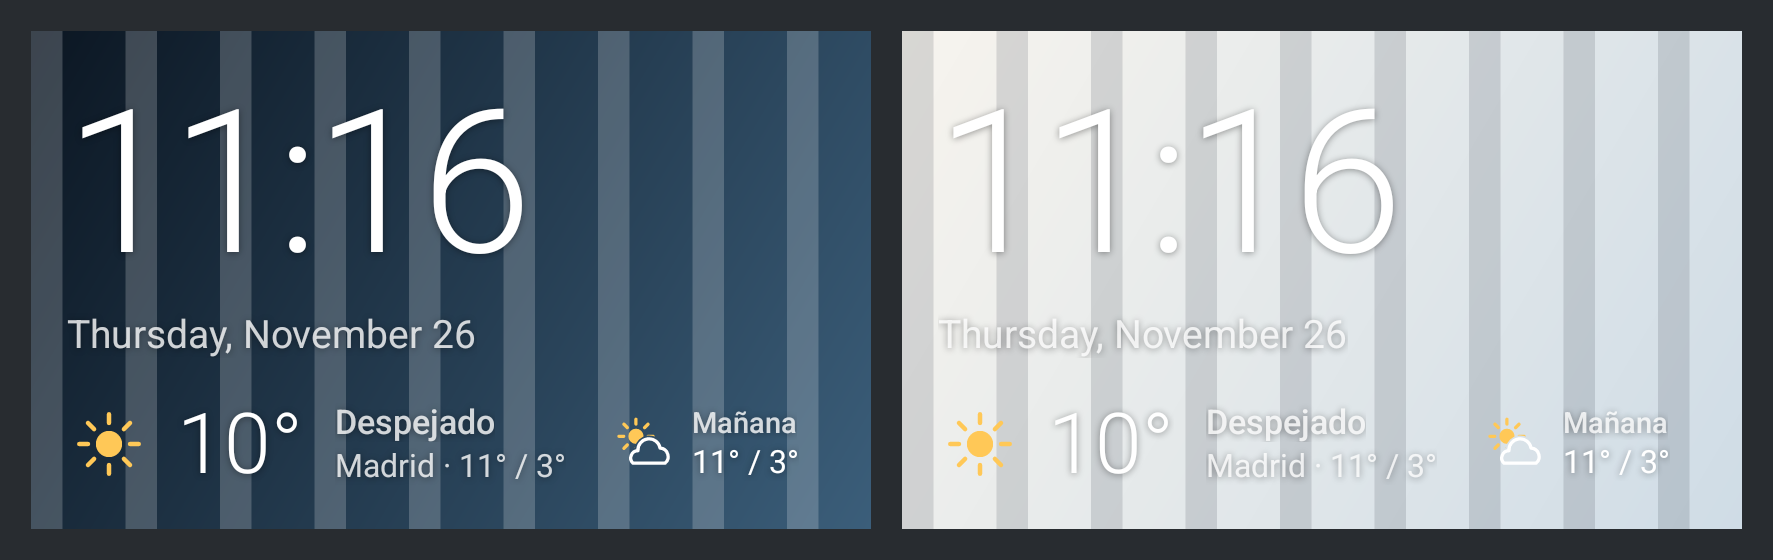 11:16
Thursday, November 26
10°
Despejado
Madrid · 11° / 3°
Mañana
11° / 3°
11:16
Thursday, November 26
10°
Despejado
Madrid · 11° / 3°
Mañana
11° / 3°